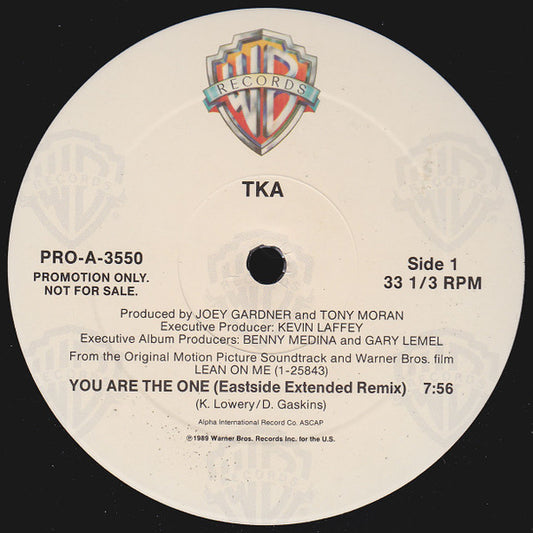 W B
RECORDS
TKA
PRO-A-3550
PROMOTION ONLY.
NOT FOR SALE.
Side 1
33 1/3 RPM
Produced by JOEY GARDNER and TONY MORAN
Executive Producer: KEVIN LAFFEY
Executive Album Producers: BENNY MEDINA and GARY LEMEL
From the Original Motion Picture Soundtrack and Warner Bros. film
LEAN ON ME (1-25843)
YOU ARE THE ONE (Eastside Extended Remix) 7:56
(K. Lowery/D. Gaskins)
Alpha International Record Co. ASCAP
℗1989 Warner Bros. Records Inc. for the U.S.